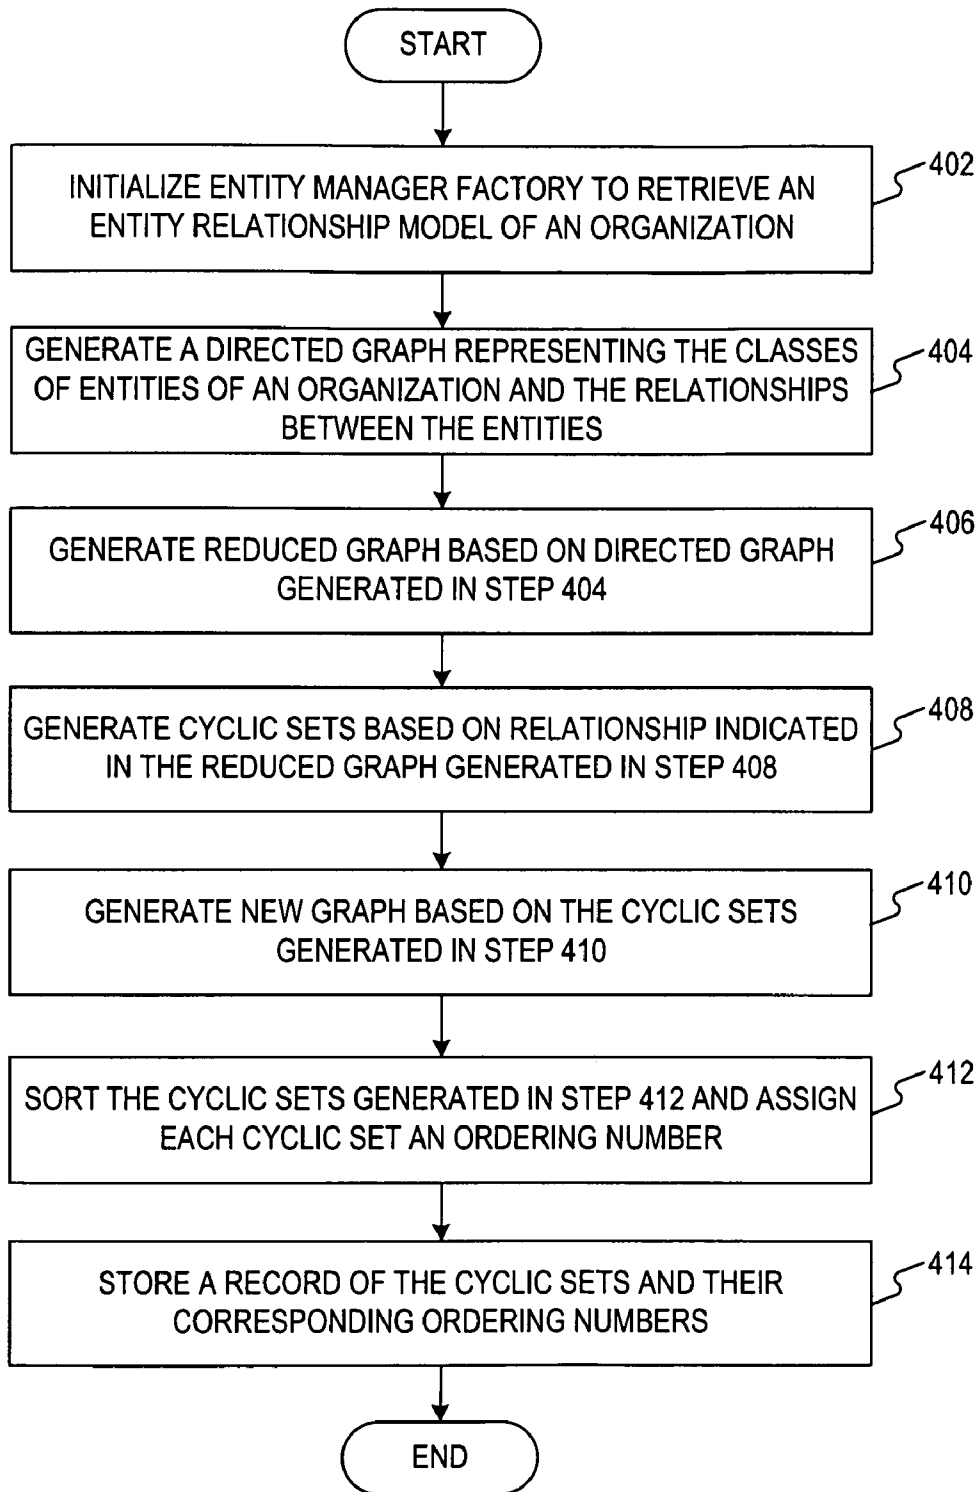 START
INITIALIZE ENTITY MANAGER FACTORY TO RETRIEVE AN
ENTITY RELATIONSHIP MODEL OF AN ORGANIZATION
402
GENERATE A DIRECTED GRAPH REPRESENTING THE CLASSES
OF ENTITIES OF AN ORGANIZATION AND THE RELATIONSHIPS
BETWEEN THE ENTITIES
404
GENERATE REDUCED GRAPH BASED ON DIRECTED GRAPH
GENERATED IN STEP 404
406
GENERATE CYCLIC SETS BASED ON RELATIONSHIP INDICATED
IN THE REDUCED GRAPH GENERATED IN STEP 408
408
GENERATE NEW GRAPH BASED ON THE CYCLIC SETS
GENERATED IN STEP 410
410
SORT THE CYCLIC SETS GENERATED IN STEP 412 AND ASSIGN
EACH CYCLIC SET AN ORDERING NUMBER
412
STORE A RECORD OF THE CYCLIC SETS AND THEIR
CORRESPONDING ORDERING NUMBERS
414
END